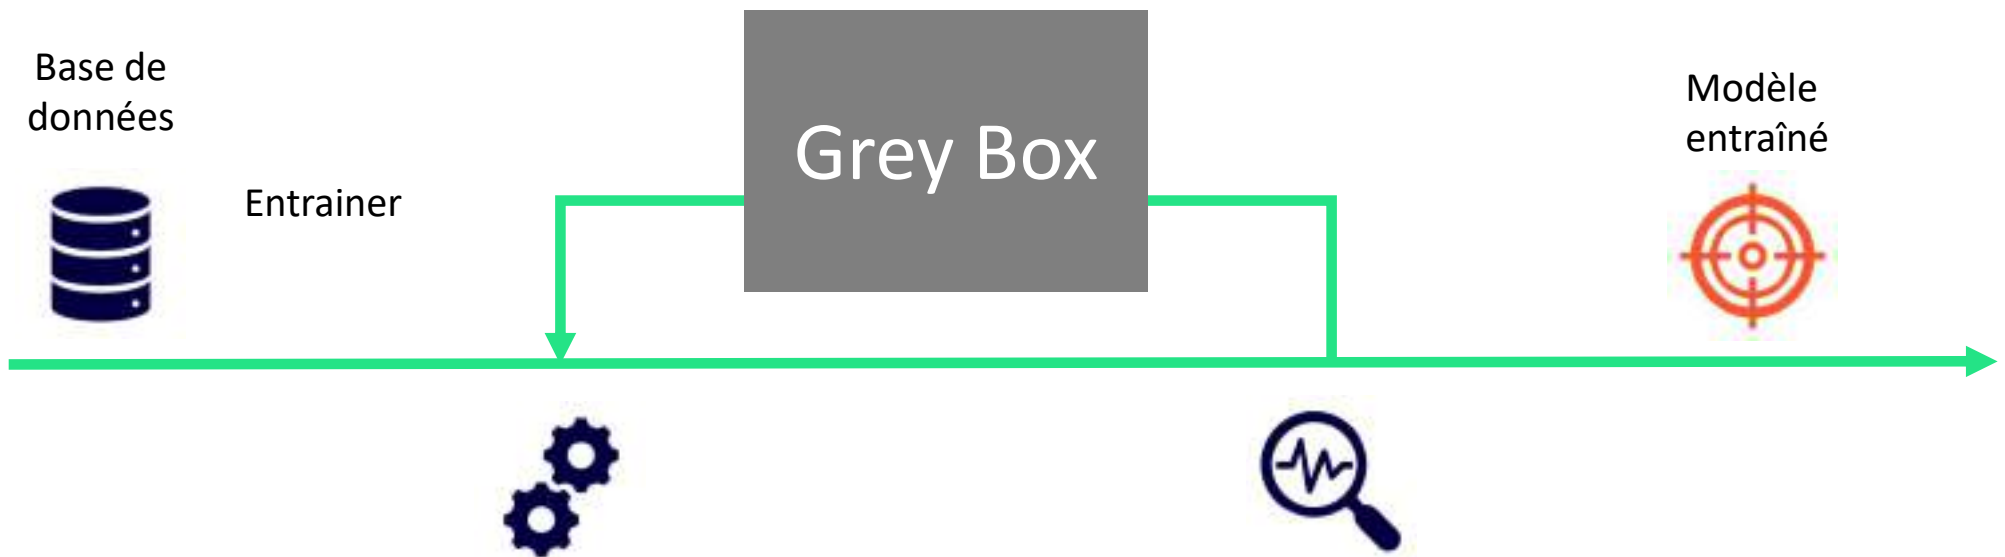 Base de
données
Entrainer
Grey Box
Modèle
entraîné